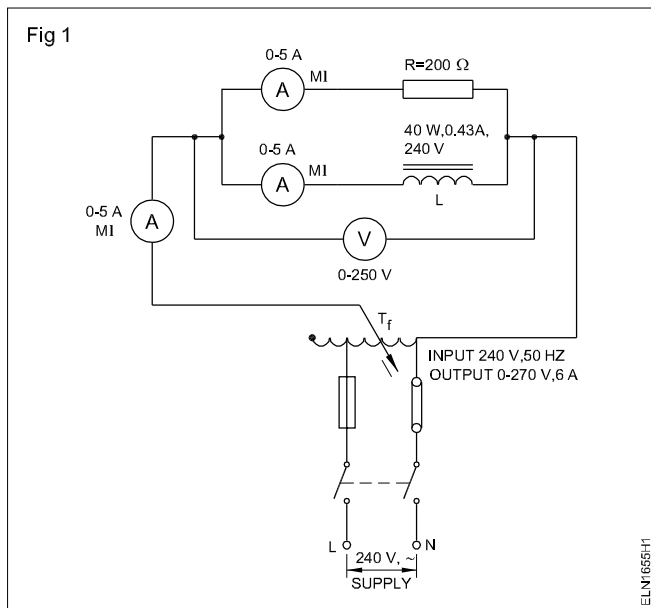 Fig 1
0-5 A
MI
A
R=200 Ω
0-5 A
MI
A
40 W,0.43A,
240 V
L
0-5 A
MI
A
V
0-250 V
Tf
INPUT 240 V,50 HZ
OUTPUT 0-270 V,6 A
L
240 V, ~
N
SUPPLY
ELN1655H1